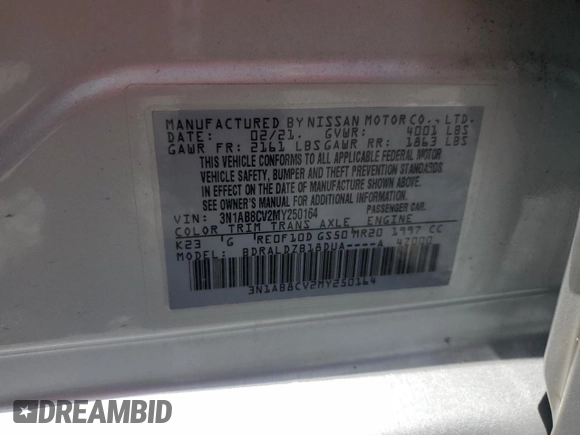 MANUFACTURED BY NISSAN MOTOR CO., LTD.
DATE: 02/21. GVWR: 4001 LBS
GAWR FR: 2161 LBS GAWR RR: 1863 LBS
THIS VEHICLE CONFORMS TO ALL APPLICABLE FEDERAL MOTOR
VEHICLE SAFETY, BUMPER AND THEFT PREVENTION STANDARDS
IN EFFECT ON THE DATE OF MANUFACTURE SHOWN ABOVE.
SEE OWNER'S MANUAL FOR ADDITIONAL INFORMATION
VIN: 3N1AB8CV2MY250164 PASSENGER CAR
COLOR TRIM TRANS AXLE ENGINE
K23 'G RE0F10D GS50 MR20 1997 CC
BDRALDZB18DUA----A 47000
3N1AB8CV2MY250164
DREAMBID